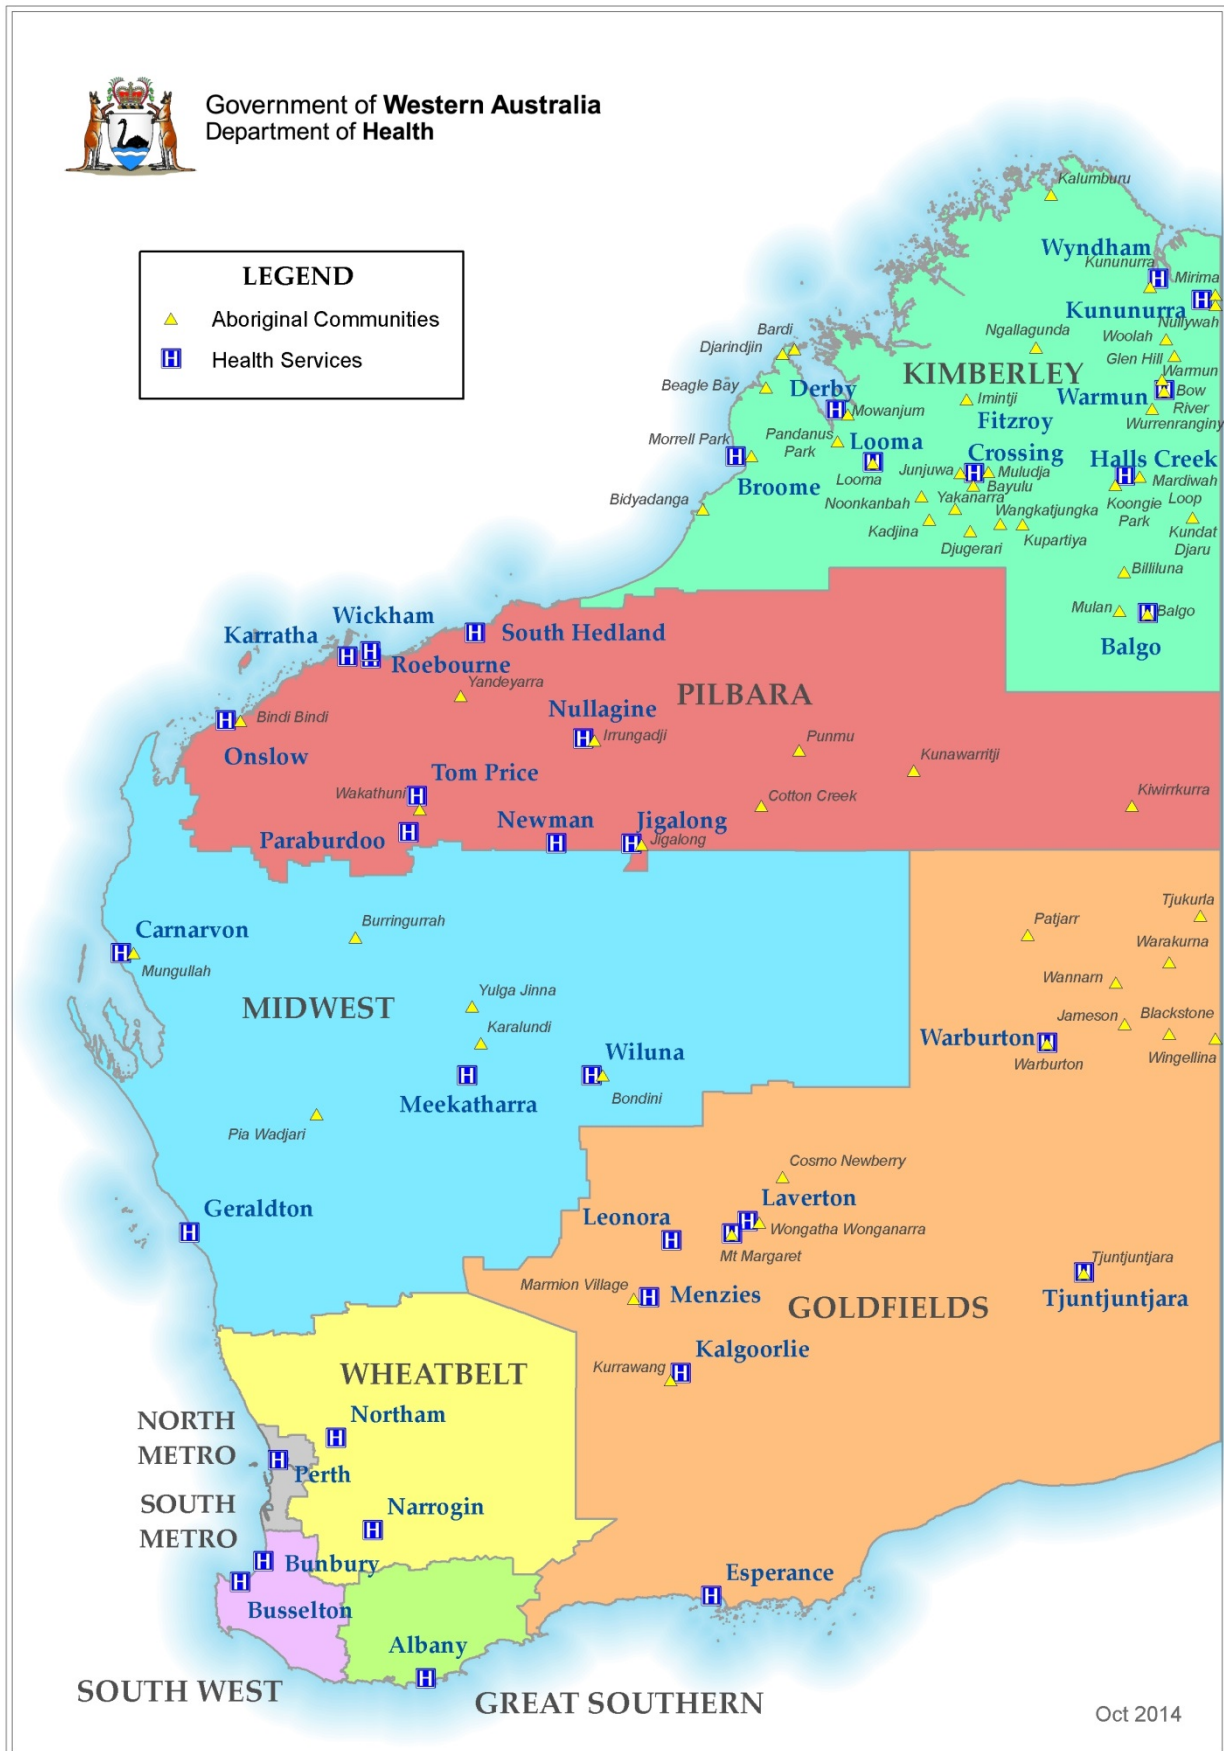 Government of Western Australia
Department of Health
LEGEND
Aboriginal Communities
Health Services
Kalumburu
Wyndham
Kununurra
Mirima
Kununurra
Nullywah
Ngallagunda
Woolah
Bardi
Djarindjin
Glen Hill
KIMBERLEY
Warmun
Beagle Bay
Derby
Imintji
Warmun
Bow
River
Mowanjum
Fitzroy
Wurrenranginy
Morrell Park
Pandanus
Park
Looma
Crossing
Halls Creek
Looma
Junjuwa
Muludja
Mardiwah
Loop
Broome
Bayulu
Bidyadanga
Noonkanbah
Yakanarra
Koongie
Park
Wangkatjungka
Kadjina
Kundat
Djaru
Djugerari
Kupartiya
Billiluna
Mulan
Balgo
Balgo
Wickham
Karratha
South Hedland
Roebourne
Yandeyarra
PILBARA
Nullagine
Bindi Bindi
Irrungadji
Punmu
Onslow
Kunawarritji
Tom Price
Wakathuni
Cotton Creek
Kiwirrkurra
Newman
Jigalong
Paraburdoo
Jigalong
Tjukurla
Burringurrah
Patjarr
Carnarvon
Warakurna
Mungullah
Wannarn
Yulga Jinna
MIDWEST
Jameson
Blackstone
Karalundi
Warburton
Wiluna
Warburton
Wingellina
Meekatharra
Bondini
Pia Wadjari
Cosmo Newberry
Laverton
Geraldton
Leonora
Wongatha Wonganarra
Mt Margaret
Tjuntjuntjara
Marmion Village
Menzies
Tjuntjuntjara
GOLDFIELDS
Kalgoorlie
Kurrawang
WHEATBELT
Northam
NORTH
METRO
Perth
SOUTH
METRO
Narrogin
Bunbury
Esperance
Busselton
Albany
SOUTH WEST
GREAT SOUTHERN
Oct 2014